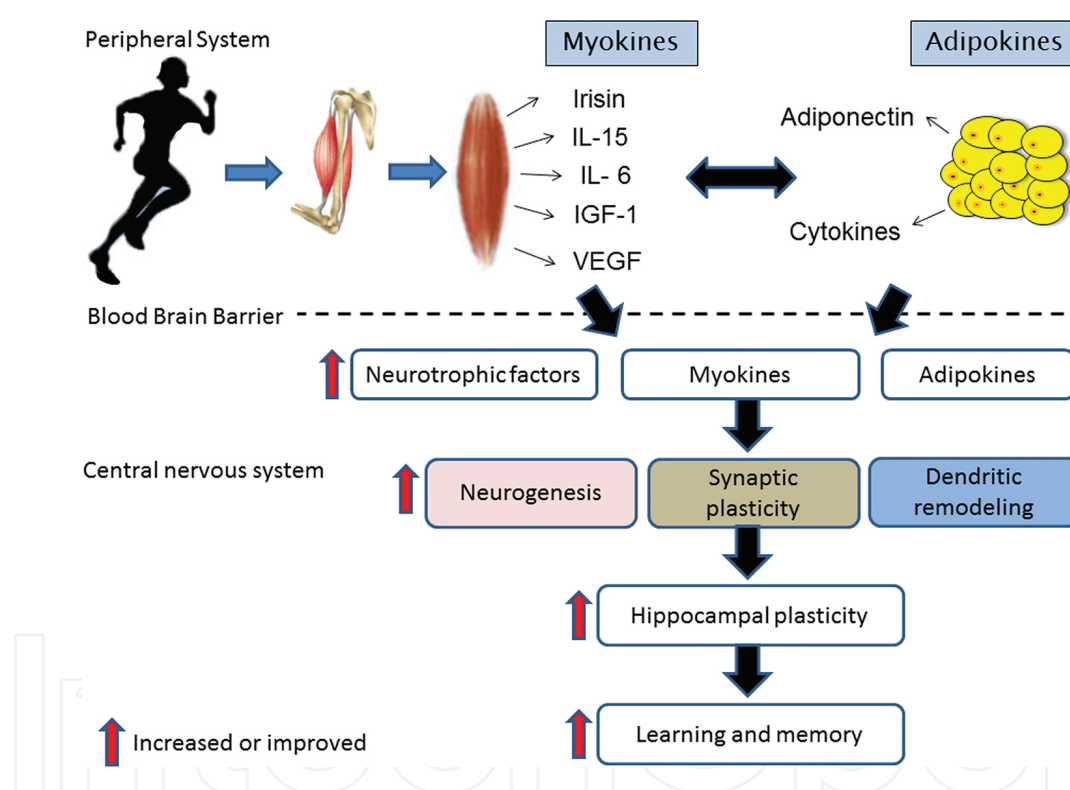 Peripheral System
Myokines
Adipokines
Irisin
IL-15
IL- 6
IGF-1
VEGF
Adiponectin
Cytokines
Blood Brain Barrier
Neurotrophic factors
Myokines
Adipokines
Central nervous system
Neurogenesis
Synaptic
plasticity
Dendritic
remodeling
Hippocampal plasticity
Learning and memory
Increased or improved